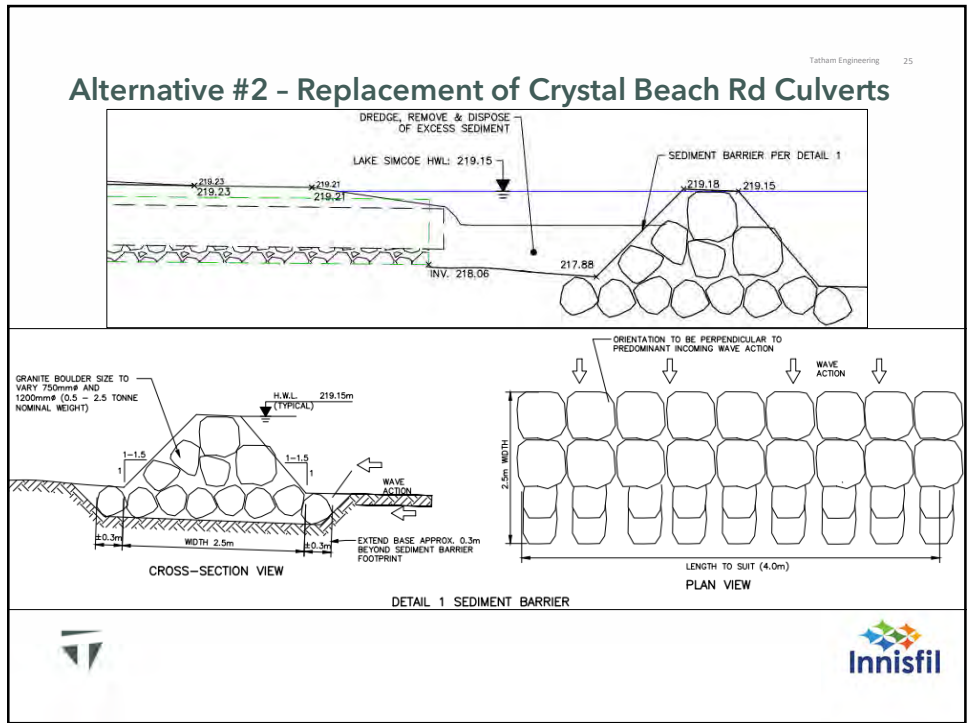 Tatham Engineering 25
Alternative #2 – Replacement of Crystal Beach Rd Culverts
DREDGE, REMOVE & DISPOSE
OF EXCESS SEDIMENT
LAKE SIMCOE HWL: 219.15
SEDIMENT BARRIER PER DETAIL 1
219.23
219.23
219.21
219.21
219.18
219.15
217.88
INV. 218.06
GRANITE BOULDER SIZE TO
VARY 750mmø AND
1200mmø (0.5 – 2.5 TONNE
NOMINAL WEIGHT)
H.W.L. 219.15m
(TYPICAL)
1-1.5
1
1-1.5
1
WAVE
ACTION
±0.3m
WIDTH 2.5m
±0.3m
EXTEND BASE APPROX. 0.3m
BEYOND SEDIMENT BARRIER
FOOTPRINT
CROSS-SECTION VIEW
ORIENTATION TO BE PERPENDICULAR TO
PREDOMINANT INCOMING WAVE ACTION
WAVE
ACTION
2.5m WIDTH
LENGTH TO SUIT (4.0m)
PLAN VIEW
DETAIL 1 SEDIMENT BARRIER
Innisfil